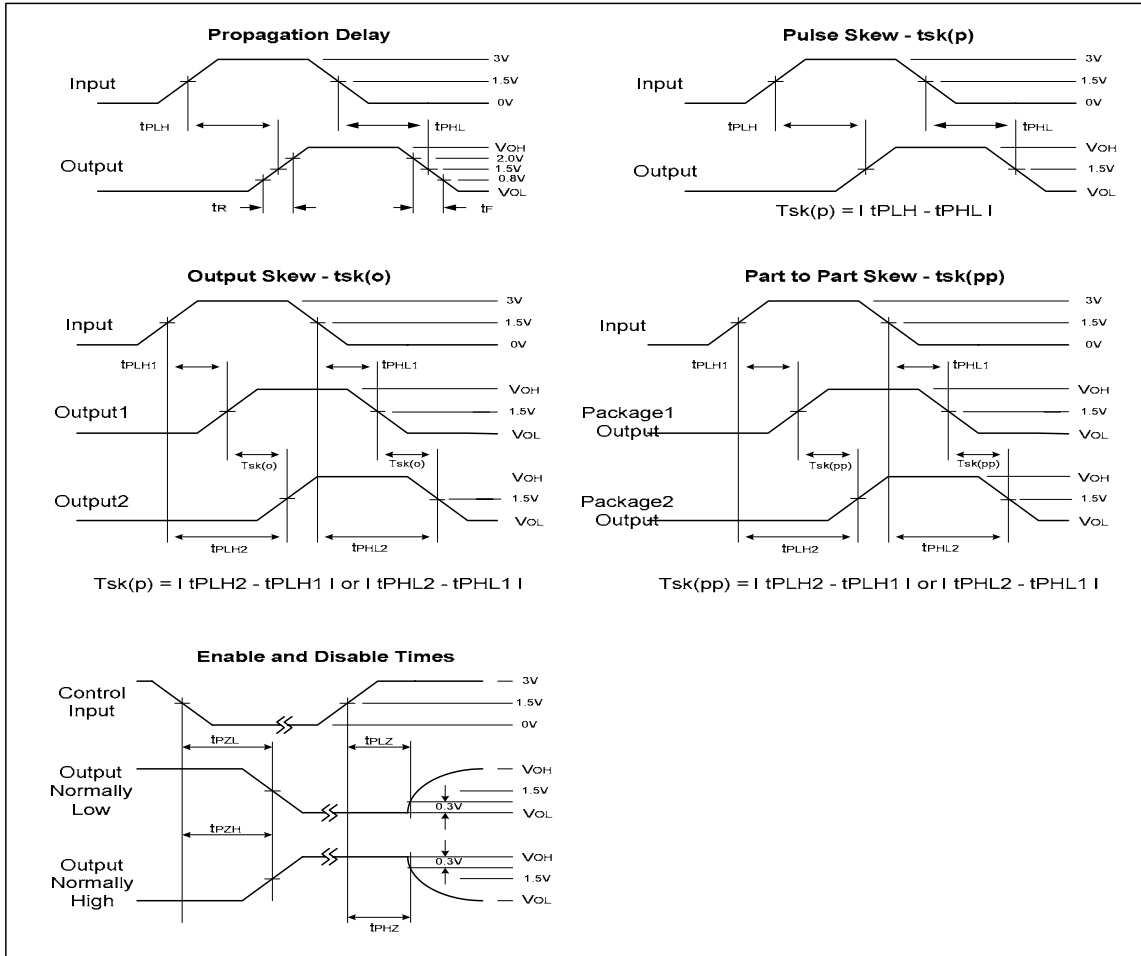 Propagation Delay
Input
3V
1.5V
0V
tPLH
tPHL
Output
VOH
2.0V
1.5V
0.8V
VOL
tR
tF
Pulse Skew - tsk(p)
Input
3V
1.5V
0V
tPLH
tPHL
Output
VOH
1.5V
VOL
Tsk(p) = I tPLH - tPHL I
Output Skew - tsk(o)
Input
3V
1.5V
0V
tPLH1
tPHL1
Output1
VOH
1.5V
VOL
Tsk(o)
Tsk(o)
Output2
VOH
1.5V
VOL
tPLH2
tPHL2
Tsk(p) = I tPLH2 - tPLH1 I or I tPHL2 - tPHL1 I
Part to Part Skew - tsk(pp)
Input
3V
1.5V
0V
tPLH1
tPHL1
Package1
Output
VOH
1.5V
VOL
Tsk(pp)
Tsk(pp)
Package2
Output
VOH
1.5V
VOL
tPLH2
tPHL2
Tsk(pp) = I tPLH2 - tPLH1 I or I tPHL2 - tPHL1 I
Enable and Disable Times
Control
Input
3V
1.5V
0V
tPZL
tPLZ
Output
Normally
Low
VOH
1.5V
0.3V
VOL
tPZH
Output
Normally
High
VOH
0.3V
1.5V
VOL
tPHZ